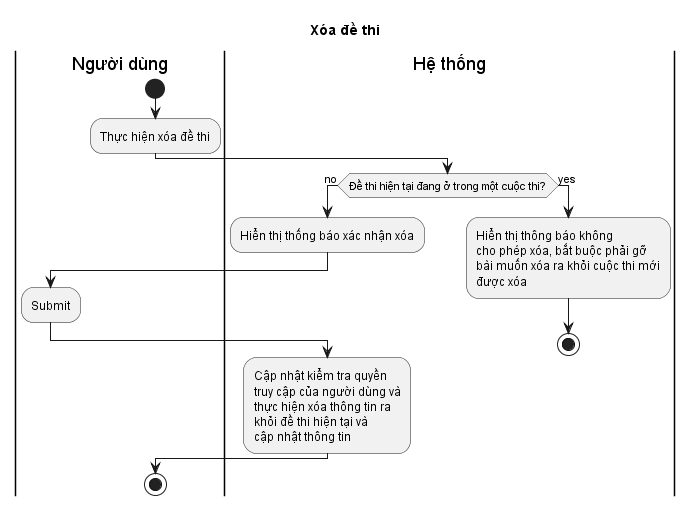 Xóa đề thi
Người dùng
Hệ thống
Thực hiện xóa đề thi
Đề thi hiện tại đang ở trong một cuộc thi?
no
yes
Hiển thị thống báo xác nhận xóa
Hiển thị thông báo không
cho phép xóa, bắt buộc phải gỡ
bài muốn xóa ra khỏi cuộc thi mới
được xóa
Submit
Cập nhật kiểm tra quyền
truy cập của người dùng và
thực hiện xóa thông tin ra
khỏi đề thi hiện tại và
cập nhật thông tin